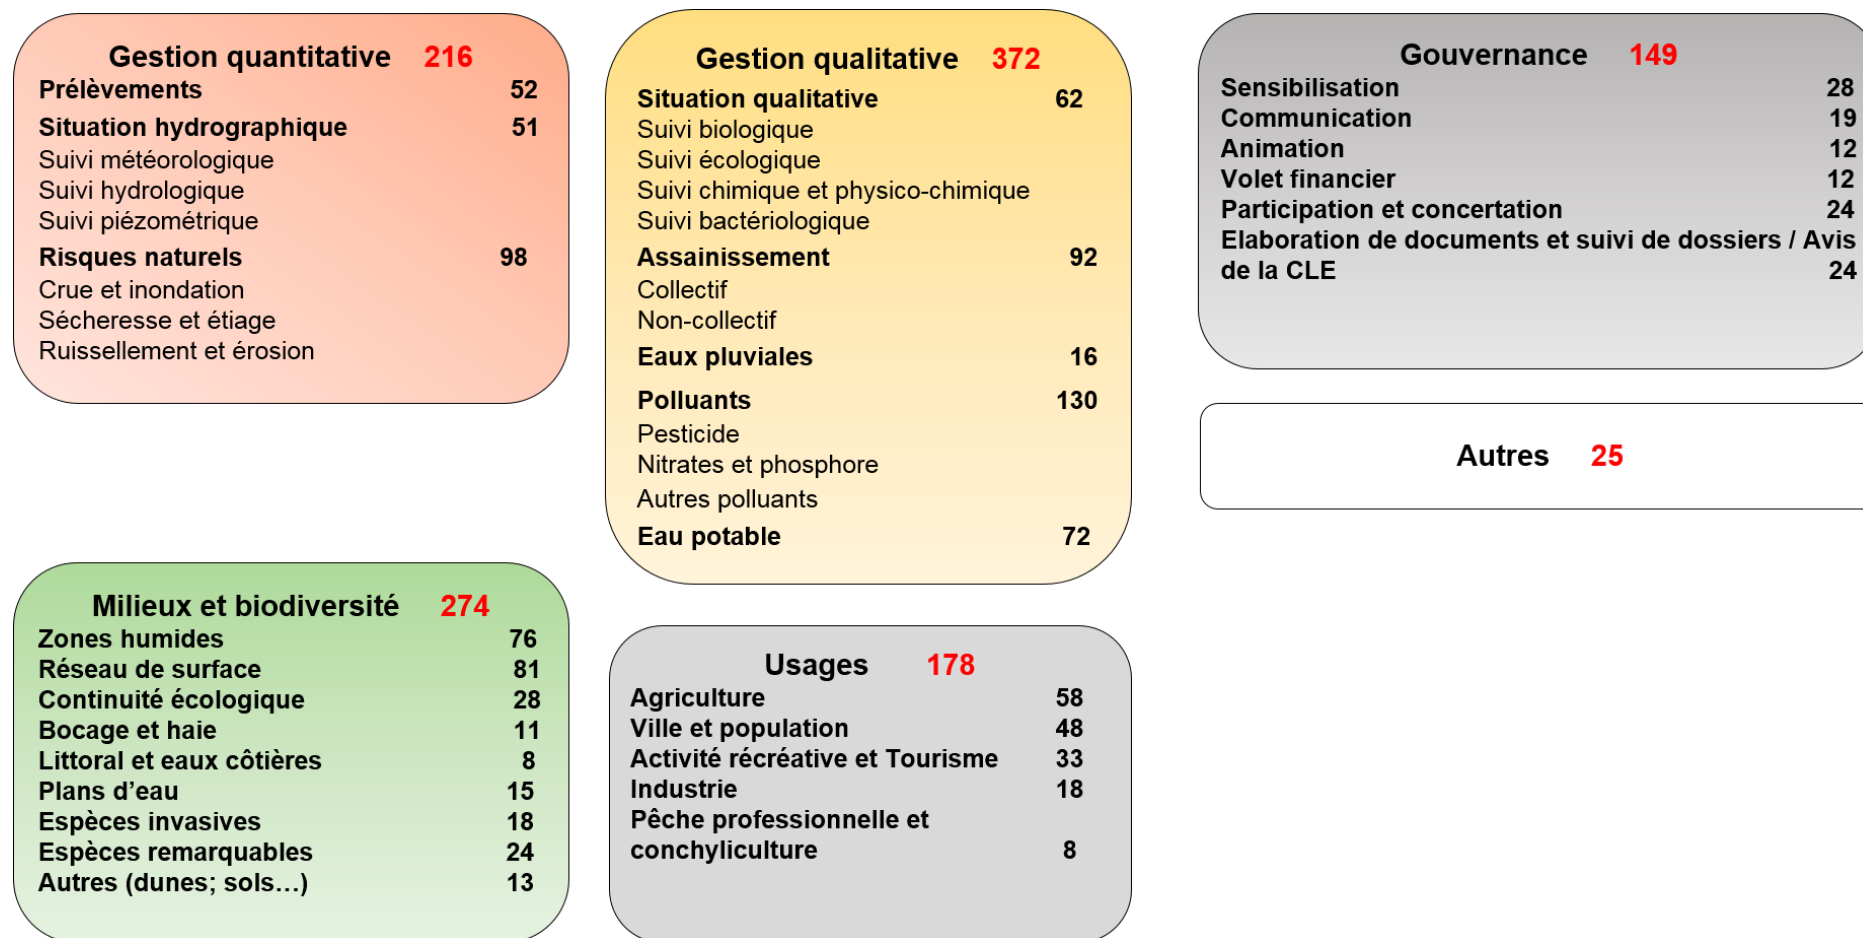 Gestion quantitative 216
Prélèvements 52
Situation hydrographique 51
Suivi météorologique
Suivi hydrologique
Suivi piézométrique
Risques naturels 98
Crue et inondation
Sécheresse et étiage
Ruissellement et érosion
Gestion qualitative 372
Situation qualitative 62
Suivi biologique
Suivi écologique
Suivi chimique et physico-chimique
Suivi bactériologique
Assainissement 92
Collectif
Non-collectif
Eaux pluviales 16
Polluants 130
Pesticide
Nitrates et phosphore
Autres polluants
Eau potable 72
Gouvernance 149
Sensibilisation 28
Communication 19
Animation 12
Volet financier 12
Participation et concertation 24
Elaboration de documents et suivi de dossiers / Avis
de la CLE 24
Autres 25
Milieux et biodiversité 274
Zones humides 76
Réseau de surface 81
Continuité écologique 28
Bocage et haie 11
Littoral et eaux côtières 8
Plans d’eau 15
Espèces invasives 18
Espèces remarquables 24
Autres (dunes; sols…) 13
Usages 178
Agriculture 58
Ville et population 48
Activité récréative et Tourisme 33
Industrie 18
Pêche professionnelle et
conchyliculture 8